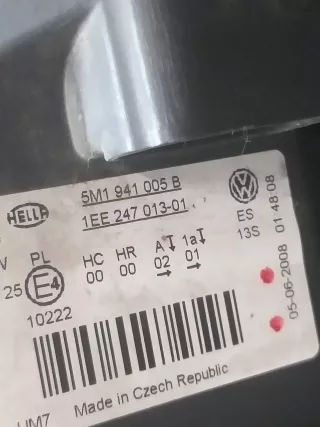 HELLA
5M1 941 005 B
1EE 247 013-01
ES
13S
PL
HC HR A 1a
25 E4 00 00 02 01
→ →
10222
05-06-2008 01 48:08
Made in Czech Republic